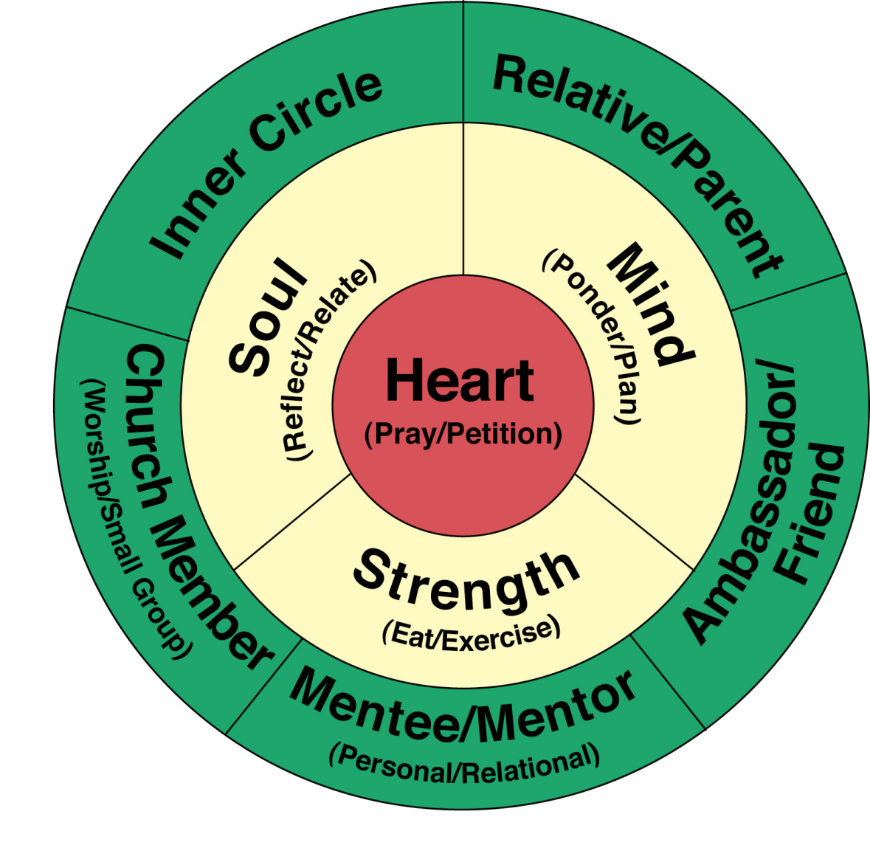 Inner Circle
Relative/Parent
Soul
(Reflect/Relate)
Mind
(Ponder/Plan)
Heart
(Pray/Petition)
Church Member
(Worship/Small Group)
Ambassador/
Friend
Strength
(Eat/Exercise)
Mentee/Mentor
(Personal/Relational)